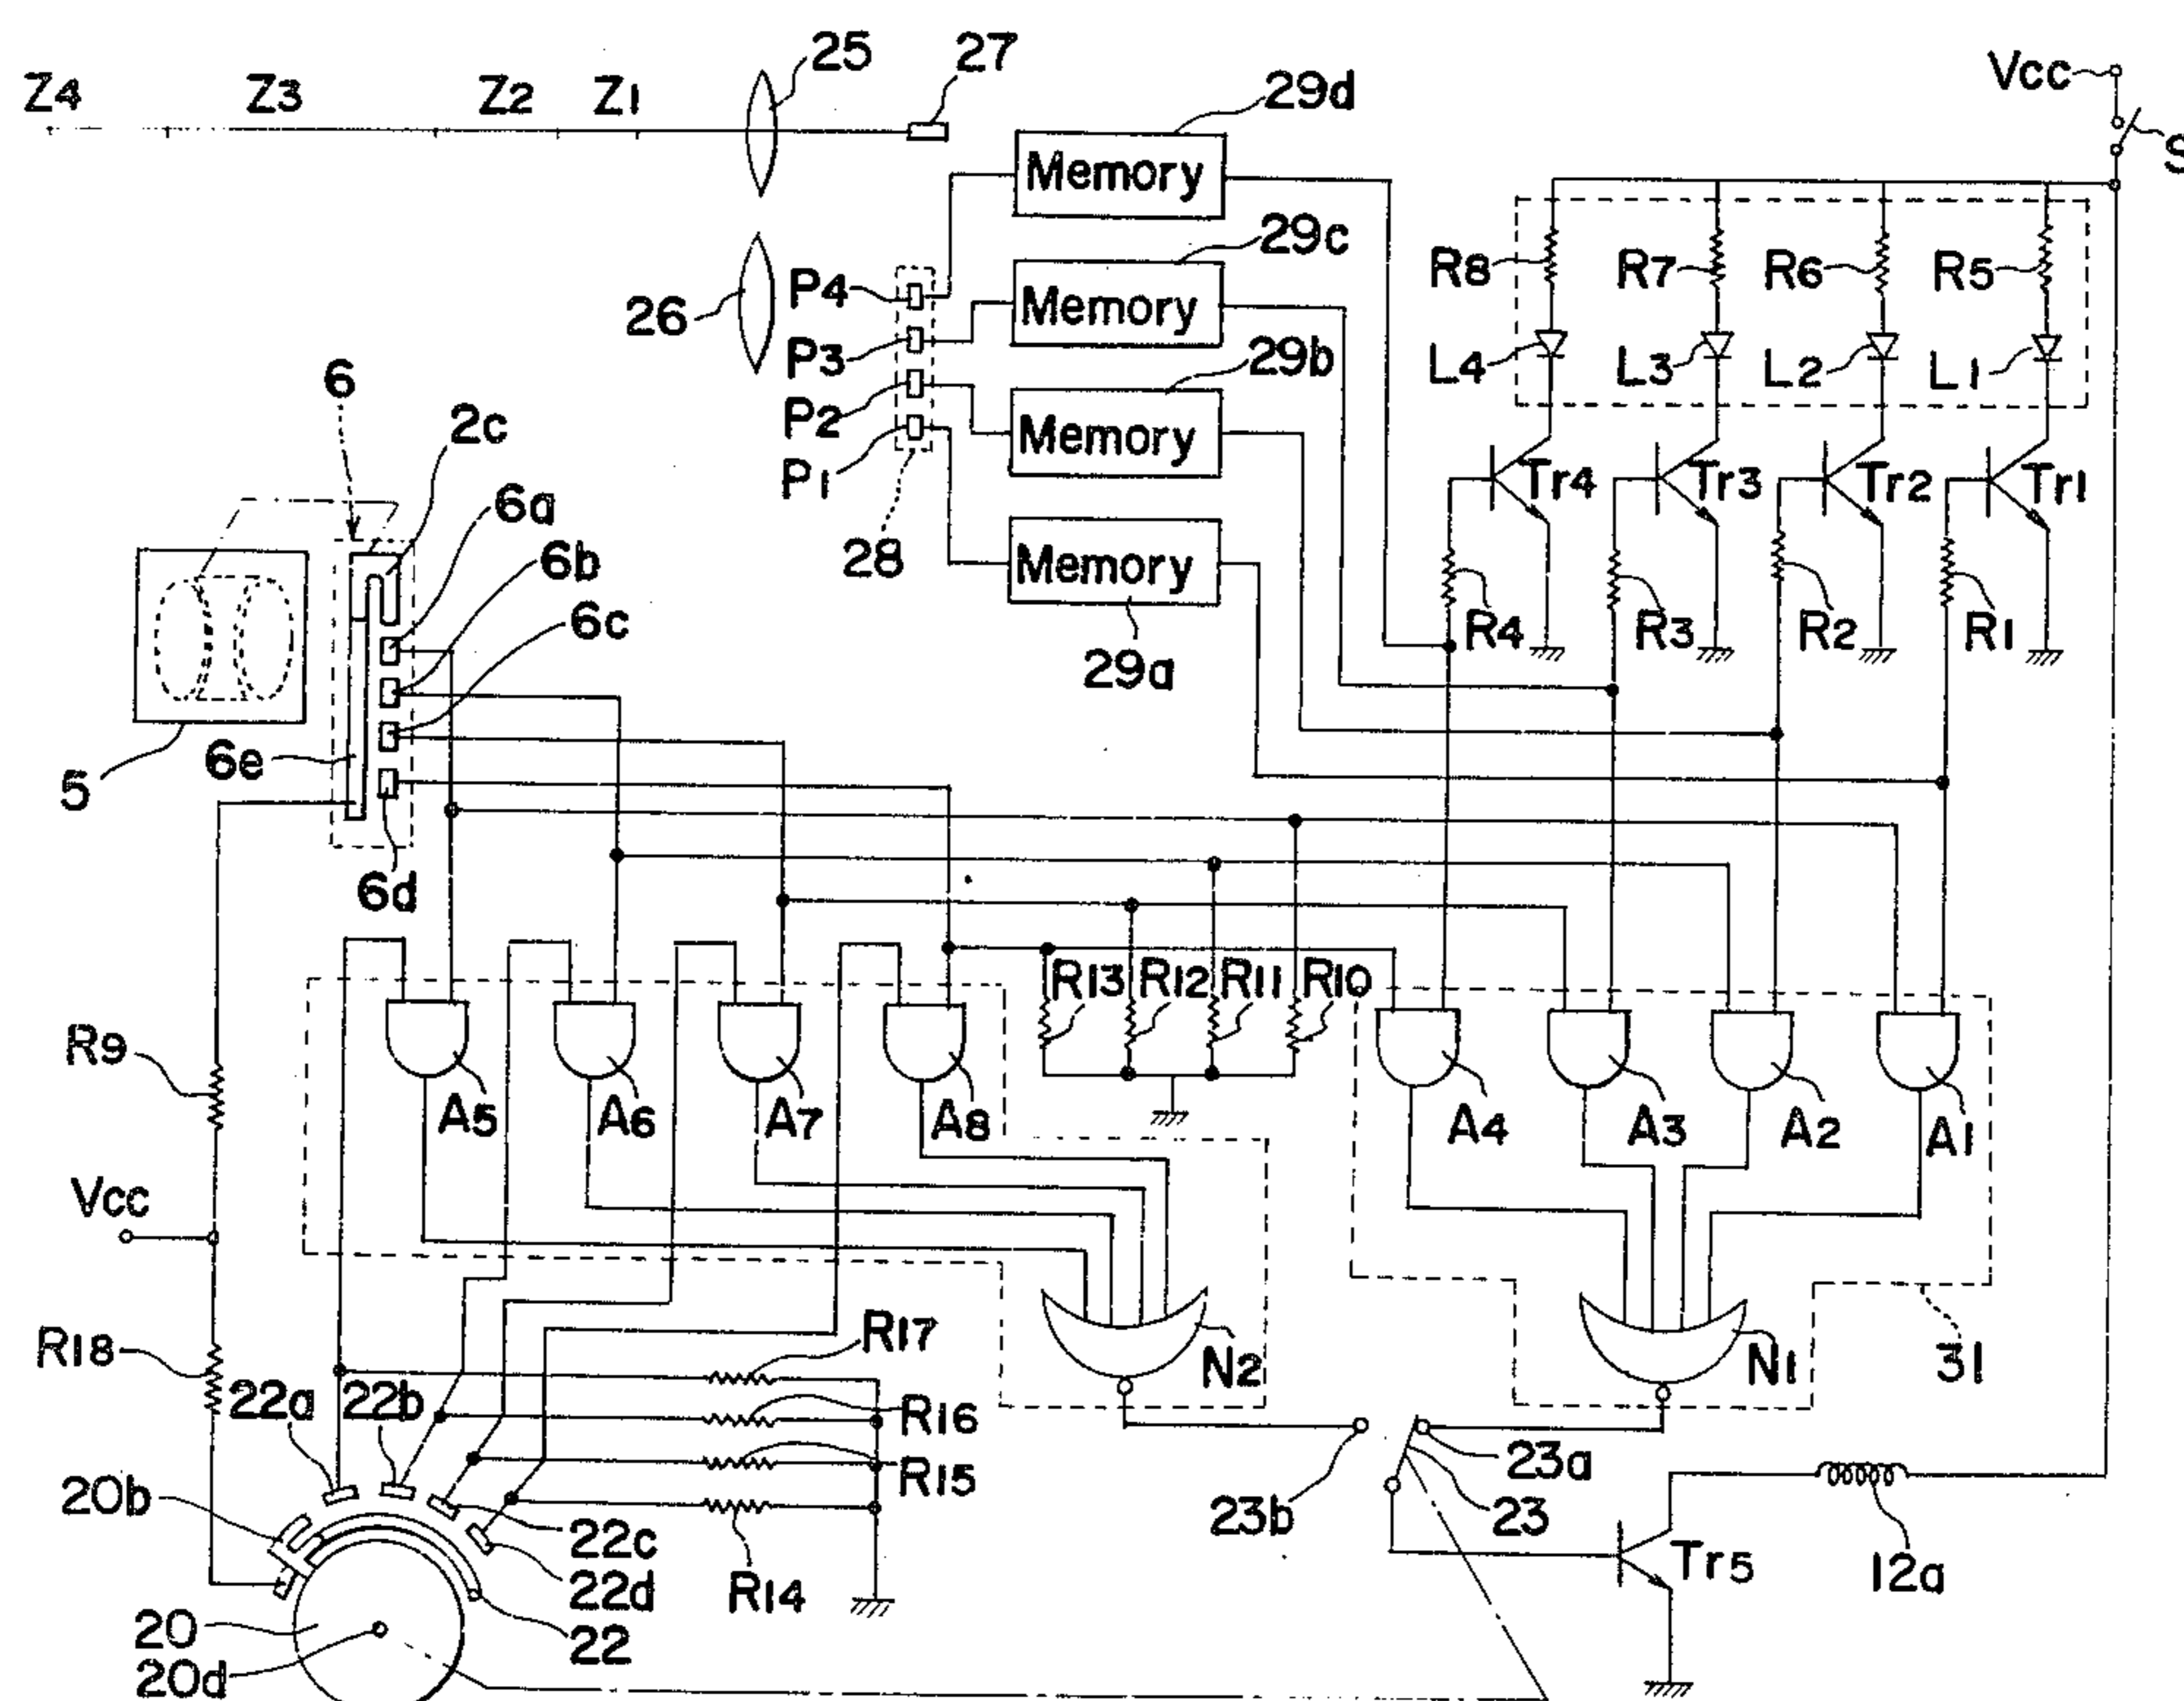 Z4 Z3 Z2 Z1 25 27
29d
Vcc
S
Memory
29c
26
P4
Memory
R8 R7 R6 R5
P3
29b
L4 L3 L2 L1
6
2c
P2
Memory
P1
Tr4 Tr3 Tr2 Tr1
6a
28
6b
Memory
6c
29a
R4 R3 R2 R1
5
6e
6d
R13 R12 R11 R10
R9
A5 A6 A7 A8
A4 A3 A2 A1
Vcc
R18
R17
N2
N1
31
22a 22b
R16
R15
23a
20b
23b
23
22c
22d
R14
Tr5
12a
20
22
20d